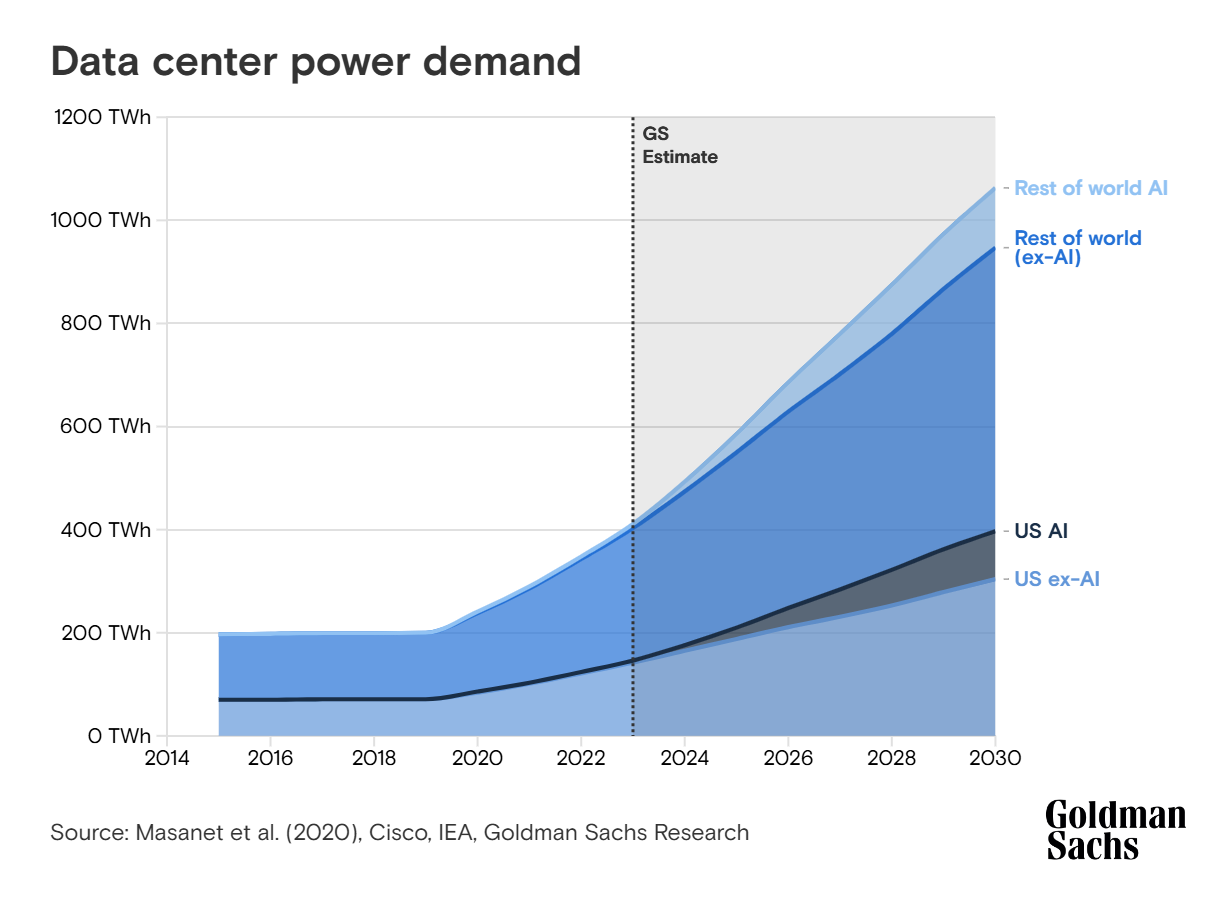 Data center power demand
1200 TWh
GS
Estimate
Rest of world AI
1000 TWh
Rest of world
(ex-AI)
800 TWh
600 TWh
400 TWh
US AI
US ex-AI
200 TWh
0 TWh
2014 2016 2018 2020 2022 2024 2026 2028 2030
Source: Masanet et al. (2020), Cisco, IEA, Goldman Sachs Research
Goldman
Sachs